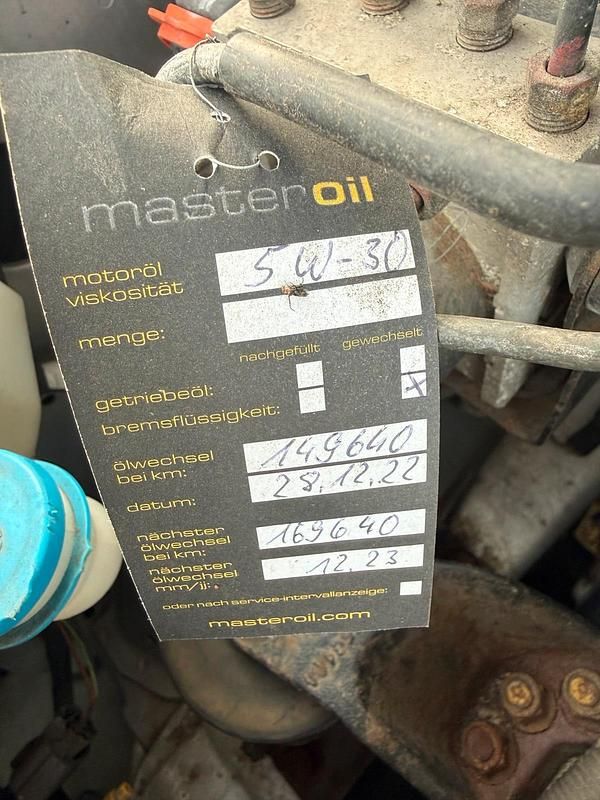 masteroil
motoröl
viskosität
5W-30
menge:
nachgefüllt gewechselt
getriebeöl:
bremsflüssigkeit: X
ölwechsel
bei km: 149640
datum: 28.12.22
nächster
ölwechsel
bei km: 169640
nächster
ölwechsel
mm/jj: 12.23
oder nach service-intervallanzeige:
masteroil.com